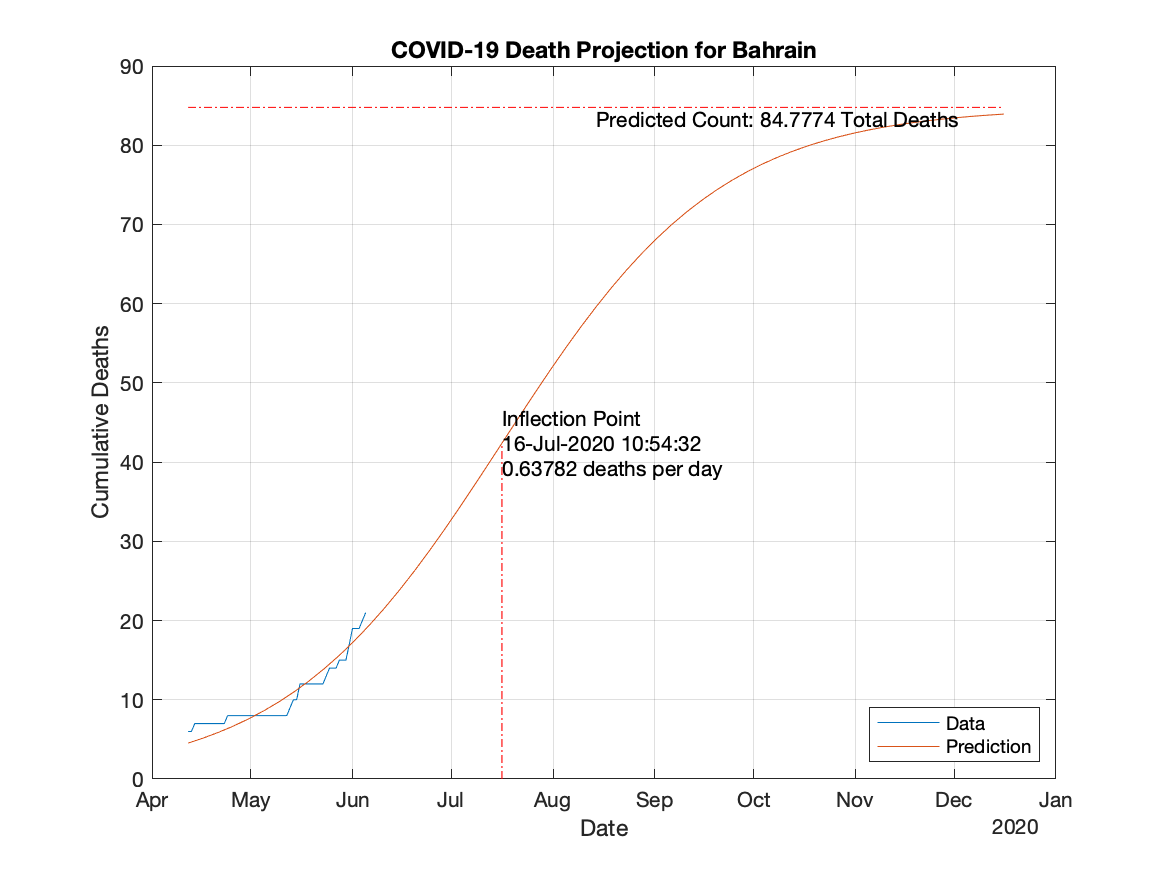 COVID-19 Death Projection for Bahrain
90
80
70
60
50
40
30
20
10
0
Cumulative Deaths
Predicted Count: 84.7774 Total Deaths
Inflection Point
16-Jul-2020 10:54:32
0.63782 deaths per day
Data
Prediction
Apr May Jun Jul Aug Sep Oct Nov Dec Jan
Date
2020